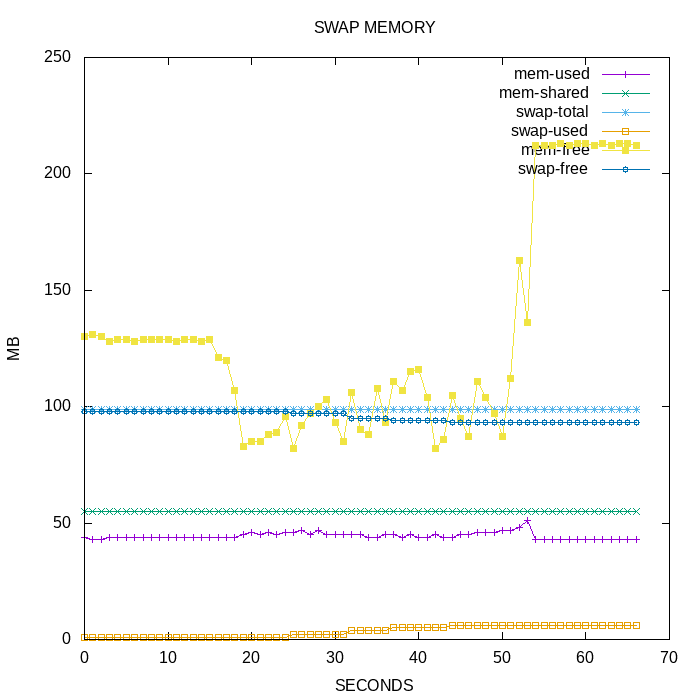 SWAP MEMORY
250
200
150
100
50
0
MB
mem-used
mem-shared
swap-total
swap-used
mem-free
swap-free
0 10 20 30 40 50 60 70
SECONDS